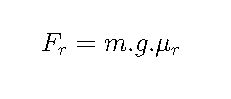 F_r = m.g.μ_r